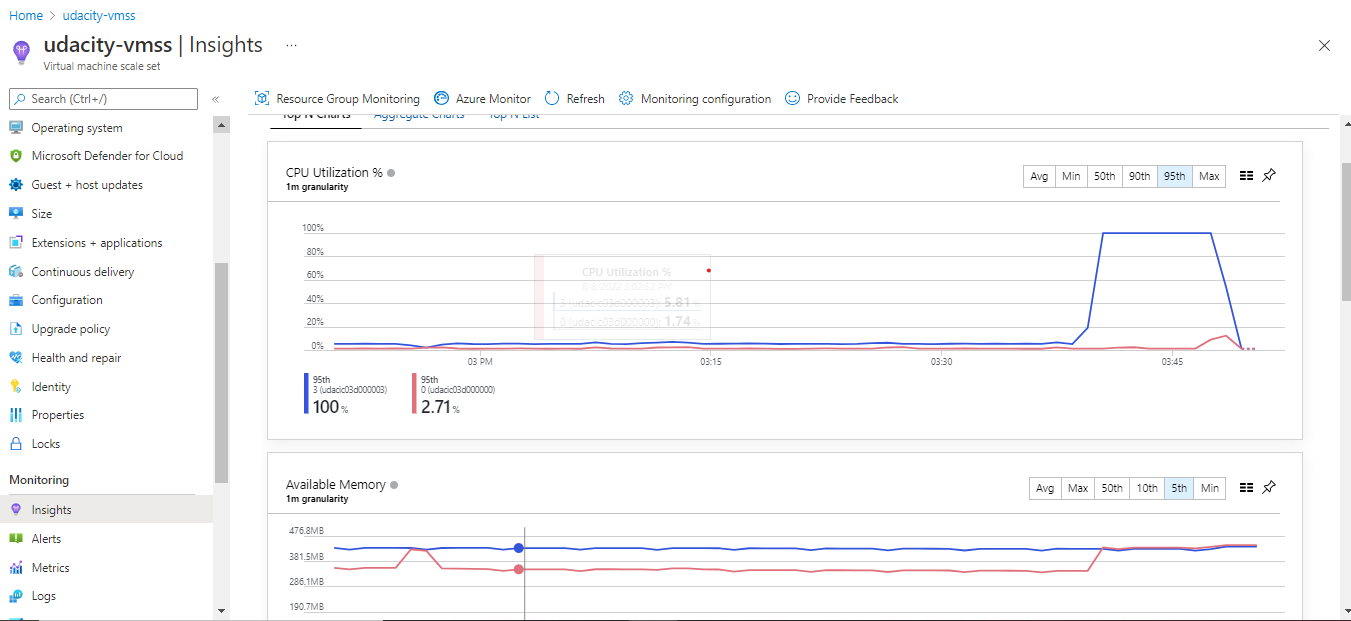 Home > udacity-vmss
udacity-vmss | Insights ...
Virtual machine scale set
Search (Ctrl+/)
«
Resource Group Monitoring
Azure Monitor
Refresh
Monitoring configuration
Provide Feedback
Operating system
Microsoft Defender for Cloud
Guest + host updates
Size
Extensions + applications
Continuous delivery
Configuration
Upgrade policy
Health and repair
Identity
Properties
Locks
Monitoring
Insights
Alerts
Metrics
Logs
Top N Charts
Aggregate Charts
Top N List
CPU Utilization %
1m granularity
Avg Min 50th 90th 95th Max
100%
80%
60%
40%
20%
0%
CPU Utilization %
6/8/2022 3:02:53 PM
3 (udacic03d000003): 5.81 %
0 (udacic03d000000): 1.74 %
03 PM 03:15 03:30 03:45
95th
3 (udacic03d000003)
100 %
95th
0 (udacic03d000000)
2.71 %
Available Memory
1m granularity
Avg Max 50th 10th 5th Min
476.8MB
381.5MB
286.1MB
190.7MB